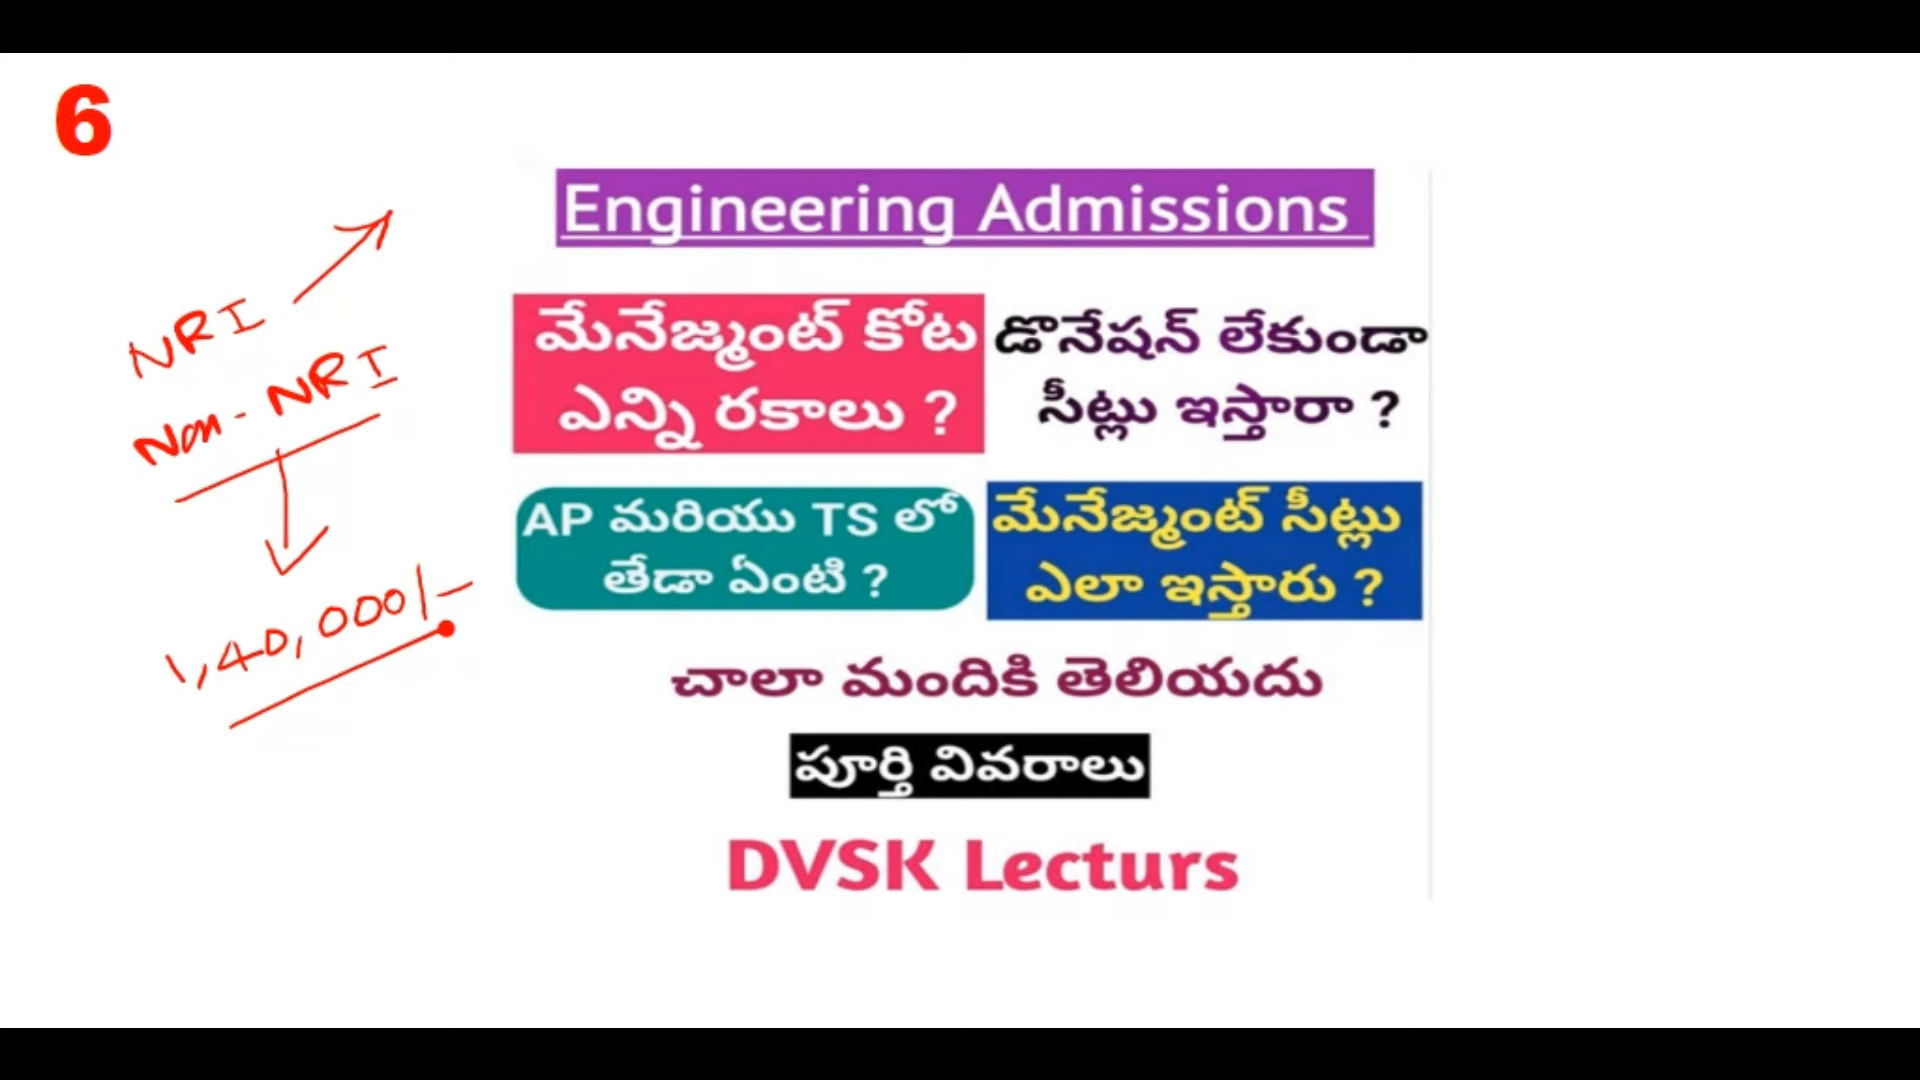 6
Engineering Admissions
మేనేజ్మంట్ కోట
ఎన్ని రకాలు ?
డొనేషన్ లేకుండా
సీట్లు ఇస్తారా ?
AP మరియు TS లో
తేడా ఏంటి ?
మేనేజ్మంట్ సీట్లు
ఎలా ఇస్తారు ?
చాలా మందికి తెలియదు
పూర్తి వివరాలు
DVSK Lecturs
NRI
Non-NRI
1,40,000/-